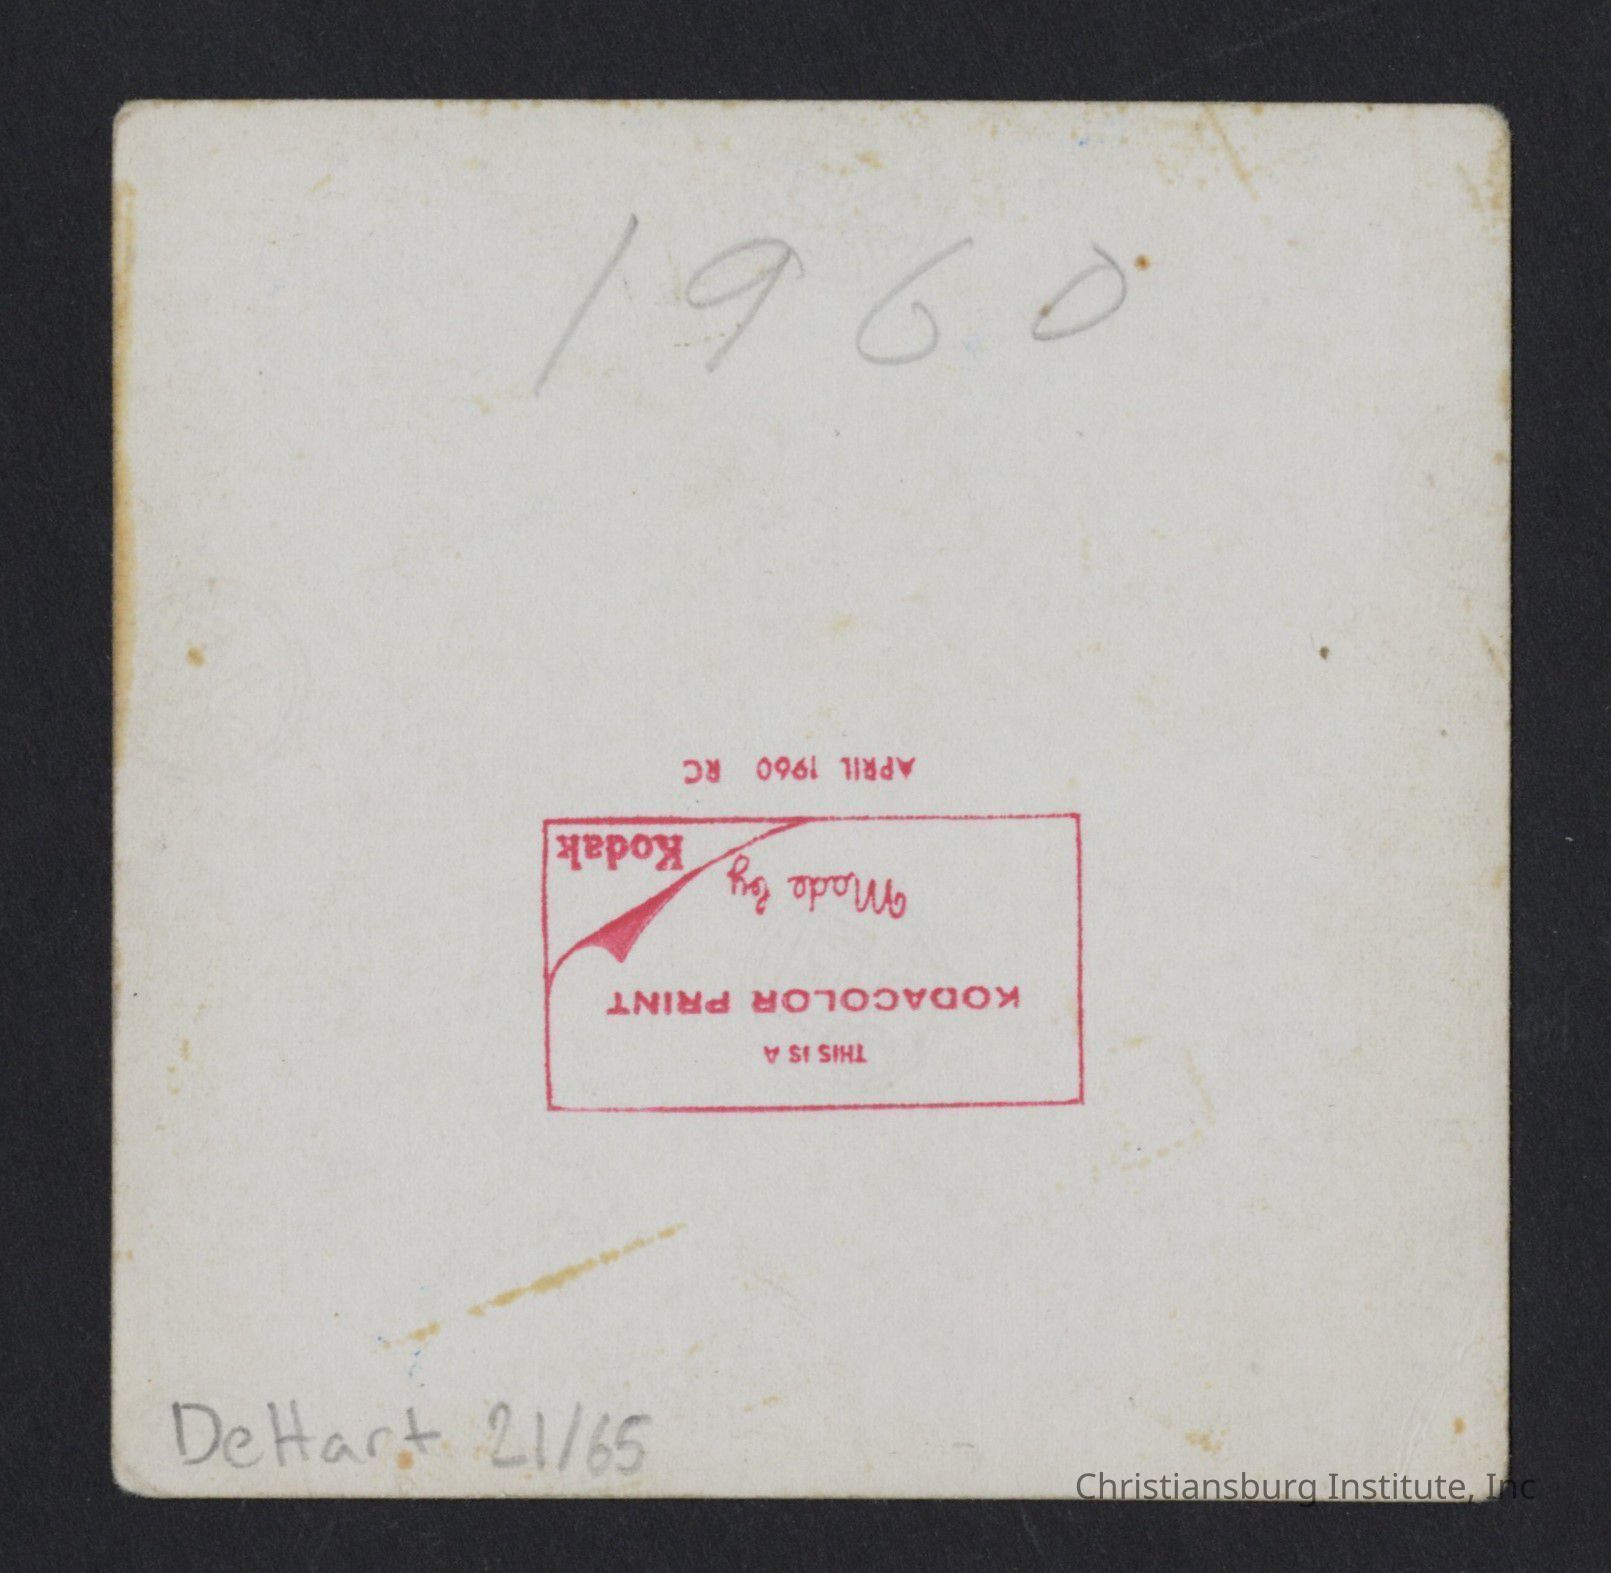 1960
THIS IS A
KODACOLOR PRINT
Made by
Kodak
APRIL 1960 RC
DeHart 21/65
Christiansburg Institute, Inc